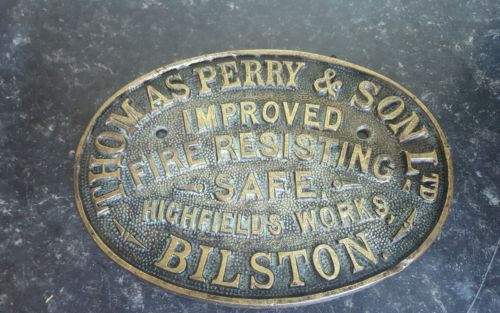 THOMAS PERRY & SON LTD
IMPROVED
FIRE RESISTING
SAFE
HIGHFIELDS WORKS,
BILSTON.